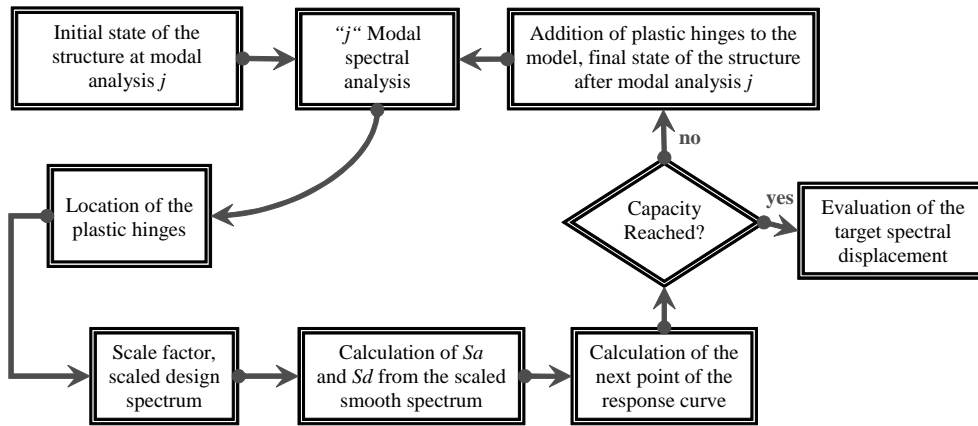 Initial state of the
structure at modal
analysis j
“j“ Modal
spectral
analysis
Addition of plastic hinges to the
model, final state of the structure
after modal analysis j
no
Location of the
plastic hinges
Capacity
Reached?
yes
Evaluation of the
target spectral
displacement
Scale factor,
scaled design
spectrum
Calculation of Sa
and Sd from the scaled
smooth spectrum
Calculation of the
next point of the
response curve